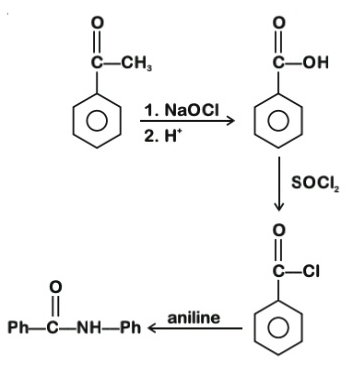 O
C–CH₃
1. NaOCl
2. H⁺
O
C–OH
SOCl₂
O
C–Cl
aniline
O
Ph–C–NH–Ph